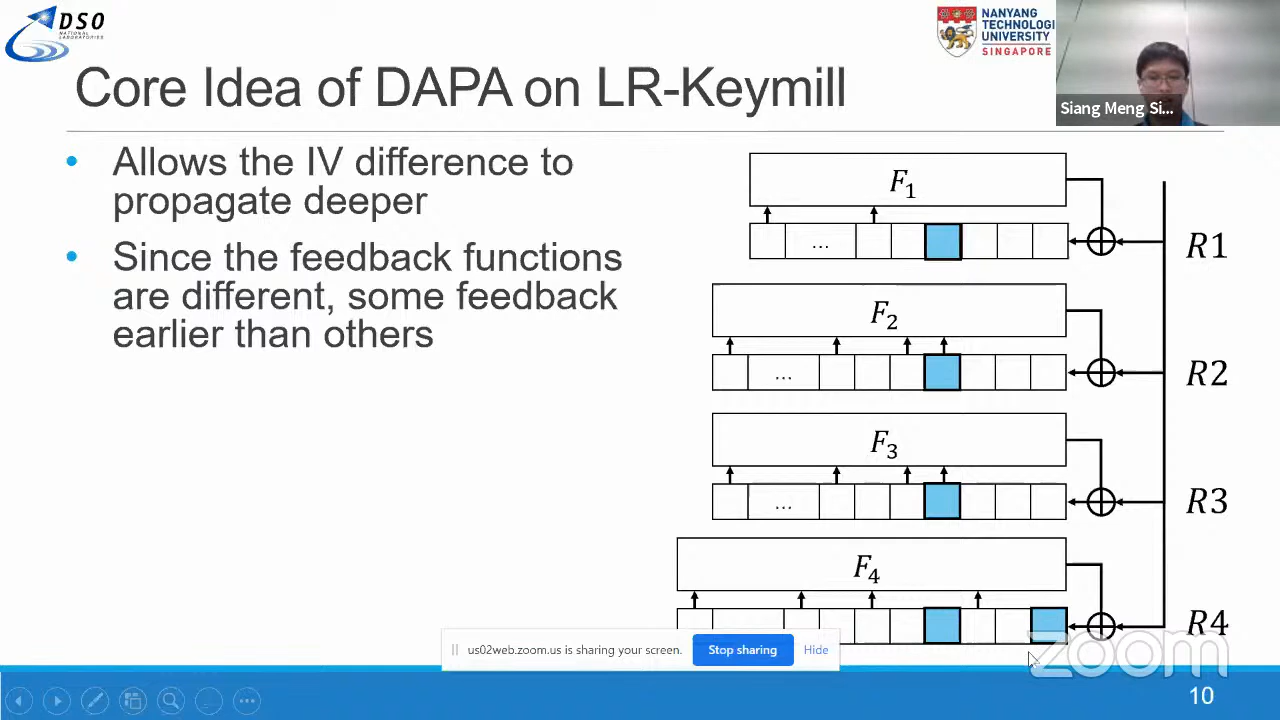 DSO
NATIONAL
LABORATORIES
NANYANG
TECHNOLOGI
UNIVERSITY
SINGAPORE
Siang Meng Si...
Core Idea of DAPA on LR-Keymill
• Allows the IV difference to
propagate deeper
• Since the feedback functions
are different, some feedback
earlier than others
F₁
...
R1
F₂
...
R2
F₃
...
R3
F₄
R4
us02web.zoom.us is sharing your screen.
Stop sharing
Hide
zoom
10